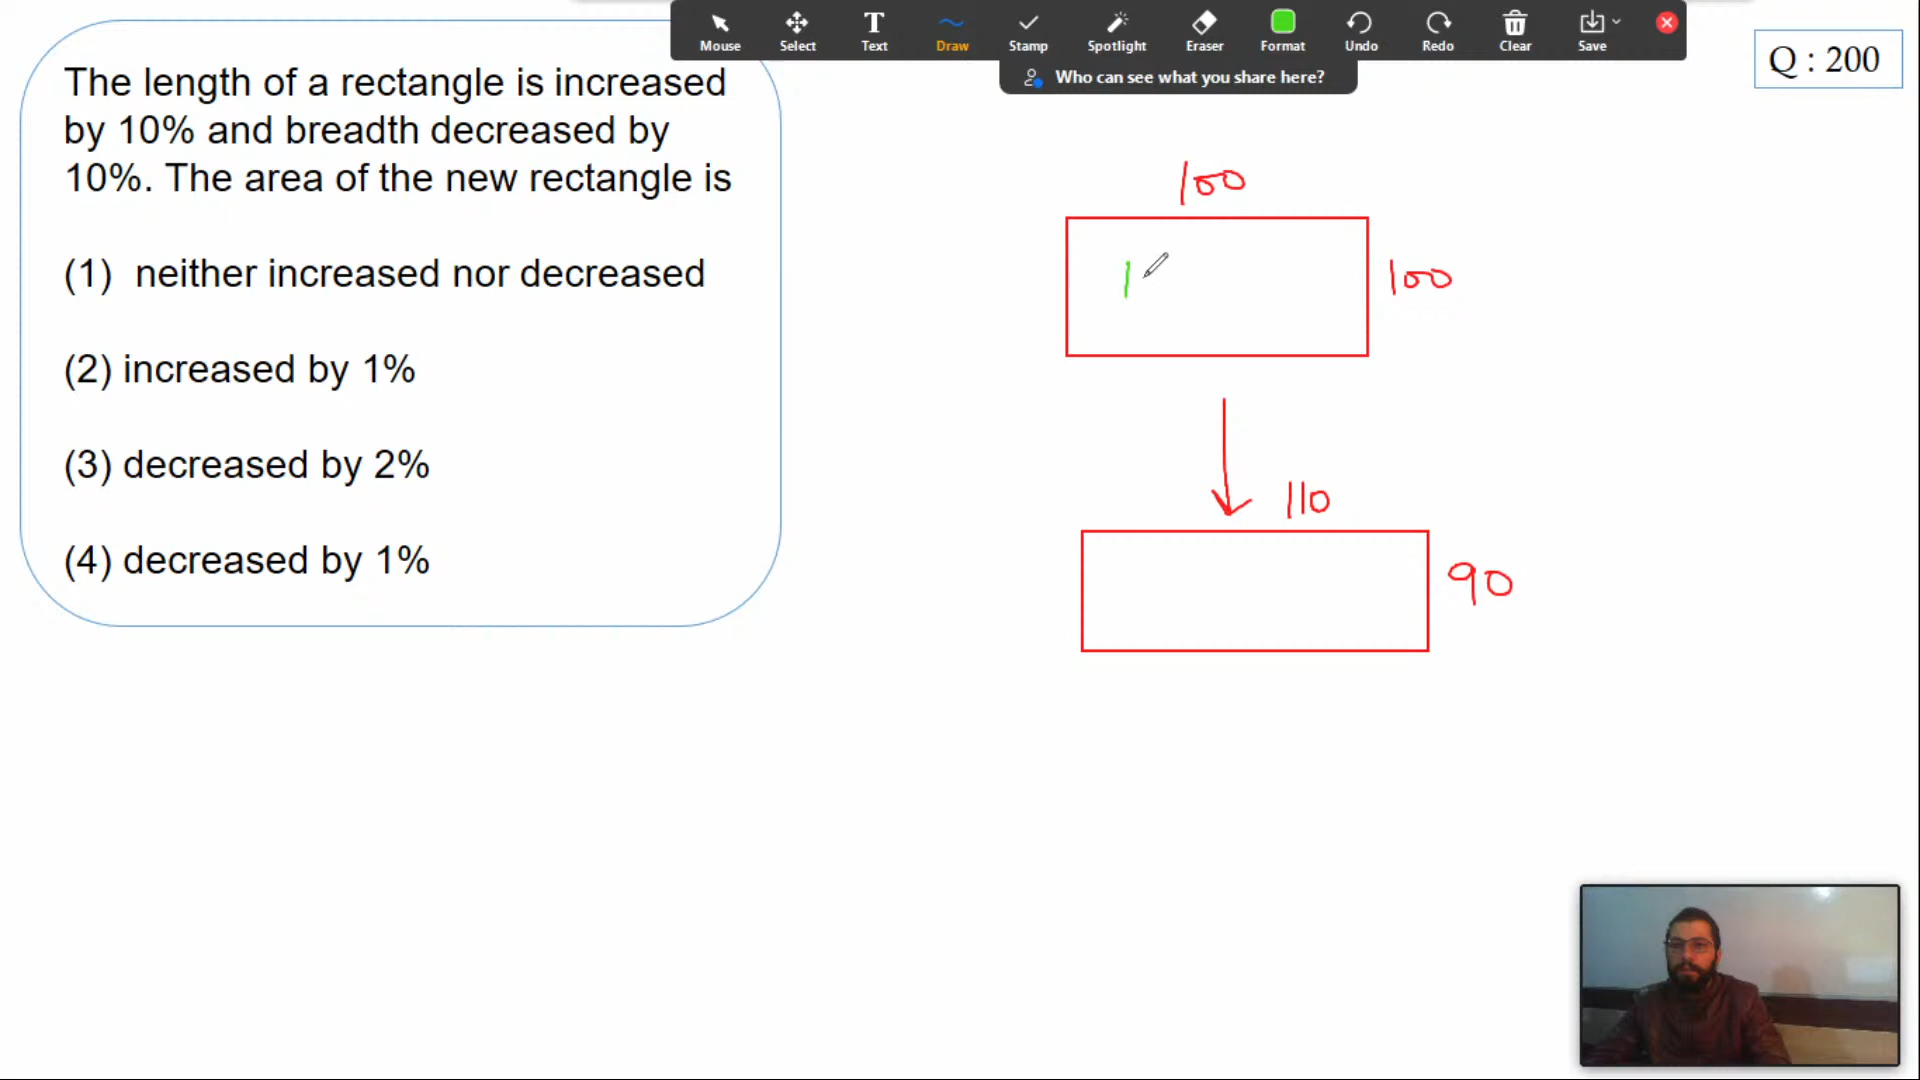 Mouse Select Text Draw Stamp Spotlight Eraser Format Undo Redo Clear Save
Who can see what you share here?
Q : 200
The length of a rectangle is increased
by 10% and breadth decreased by
10%. The area of the new rectangle is
(1) neither increased nor decreased
(2) increased by 1%
(3) decreased by 2%
(4) decreased by 1%
100
1
100
110
90